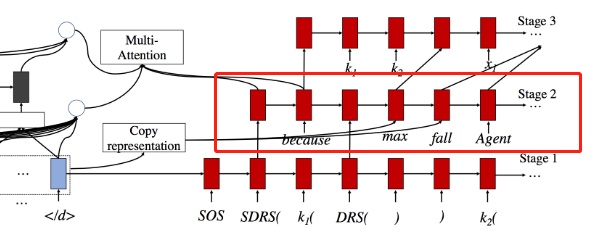 Stage 3
Multi-
Attention
k₁ k₂ x₁ ...
Stage 2
...
Copy
representation
because max fall Agent
Stage 1
... ...
...
</d> SOS SDRS( k₁( DRS( ) ) k₂(